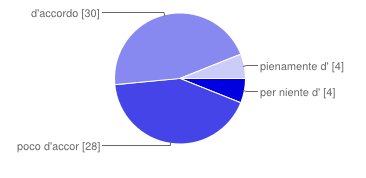 d'accordo [30]
pienamente d' [4]
per niente d' [4]
poco d'accor [28]